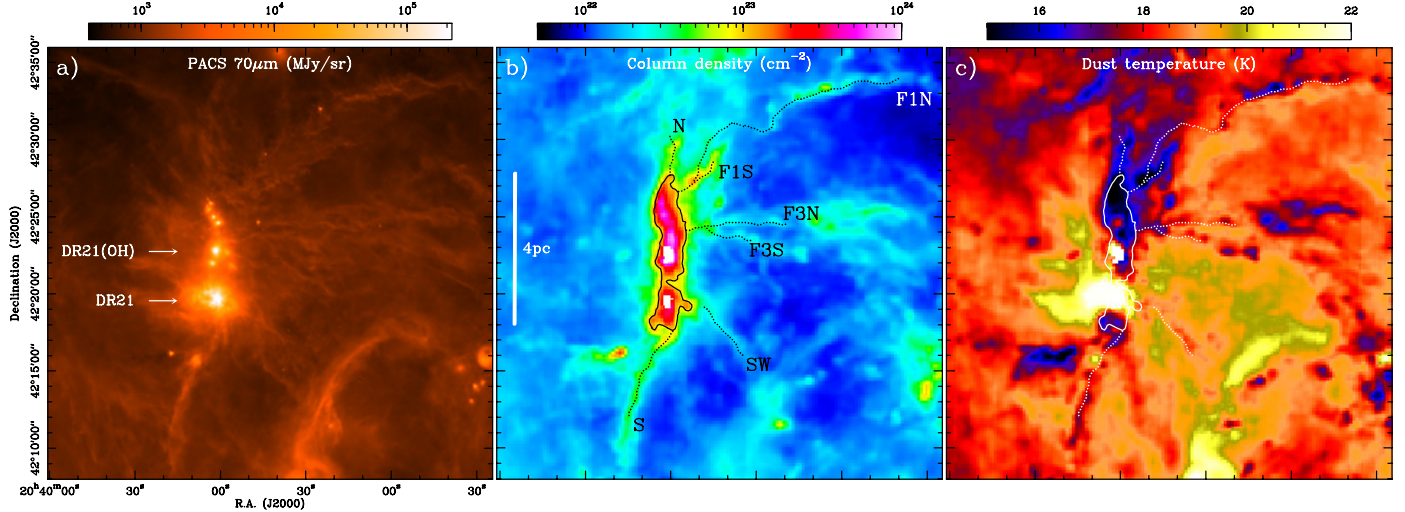 10³ 10⁴ 10⁵
10²² 10²³ 10²⁴
16 18 20 22
a) PACS 70μm (MJy/sr)
b) Column density (cm⁻²)
c) Dust temperature (K)
42°35'00"
42°30'00"
42°25'00"
42°20'00"
42°15'00"
42°10'00"
Declination (J2000)
DR21(OH)
DR21
20ʰ40ᵐ00ˢ 30ˢ 00ˢ 30ˢ 00ˢ 30ˢ
R.A. (J2000)
F1N
N
F1S
F3N
4pc
F3S
SW
S